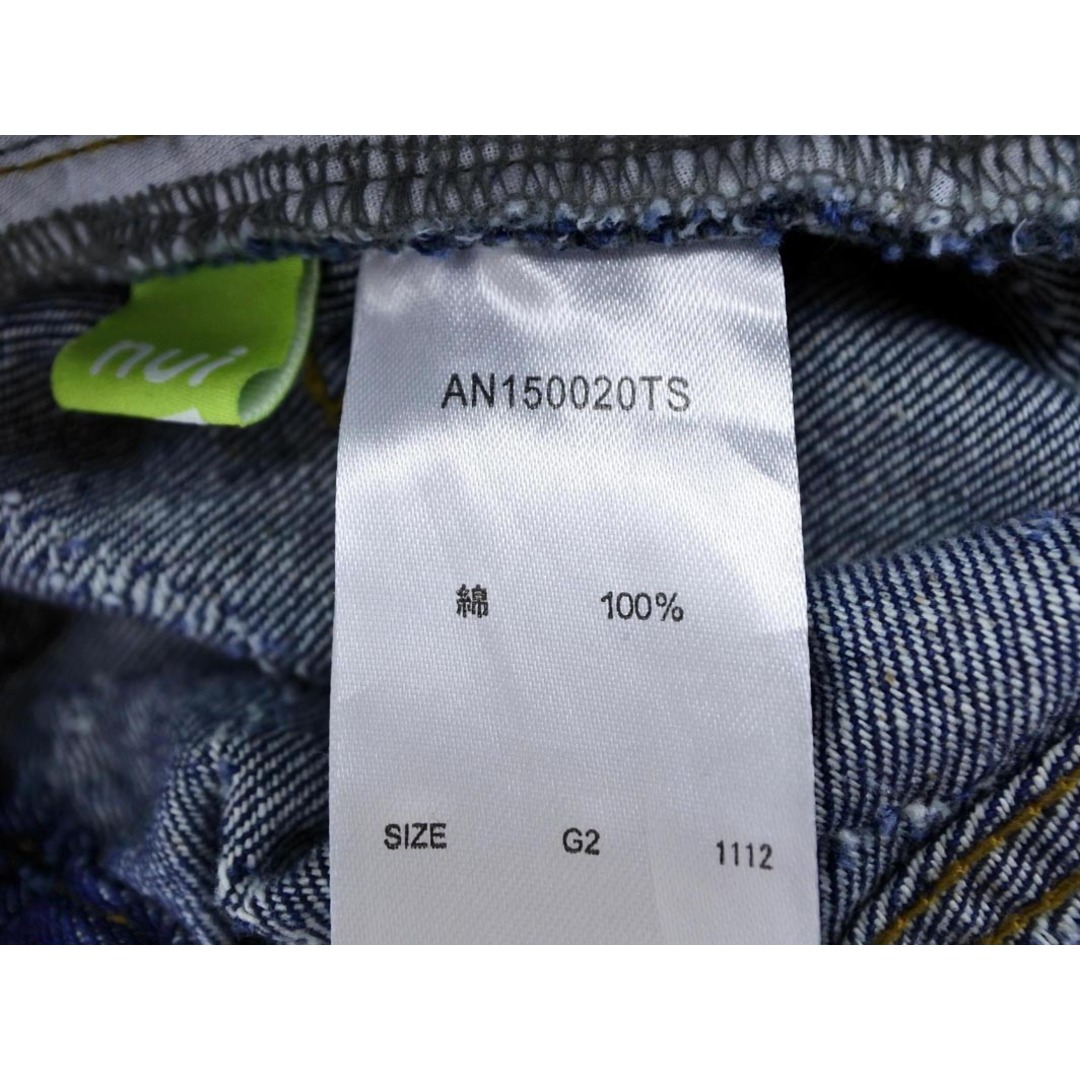 nui
AN150020TS
綿 100%
SIZE G2 1112